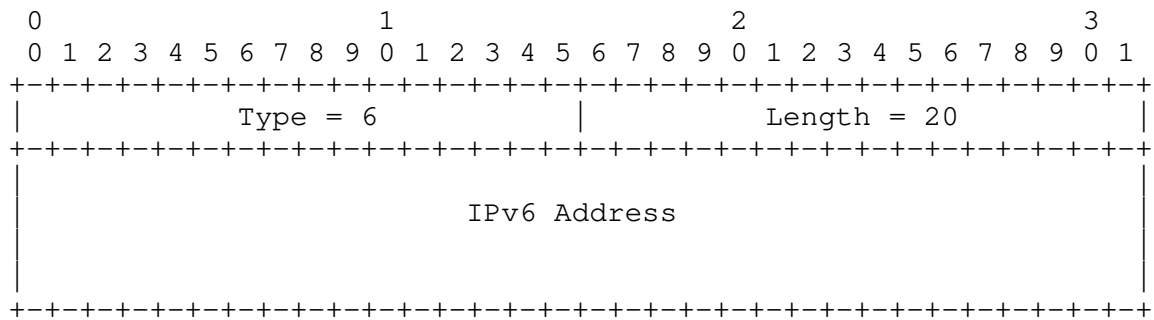 0                   1                   2                   3
0 1 2 3 4 5 6 7 8 9 0 1 2 3 4 5 6 7 8 9 0 1 2 3 4 5 6 7 8 9 0 1
+-+-+-+-+-+-+-+-+-+-+-+-+-+-+-+-+-+-+-+-+-+-+-+-+-+-+-+-+-+-+-+-+
|            Type = 6           |          Length = 20          |
+-+-+-+-+-+-+-+-+-+-+-+-+-+-+-+-+-+-+-+-+-+-+-+-+-+-+-+-+-+-+-+-+
|                                                               |
|                         IPv6 Address                          |
|                                                               |
|                                                               |
+-+-+-+-+-+-+-+-+-+-+-+-+-+-+-+-+-+-+-+-+-+-+-+-+-+-+-+-+-+-+-+-+